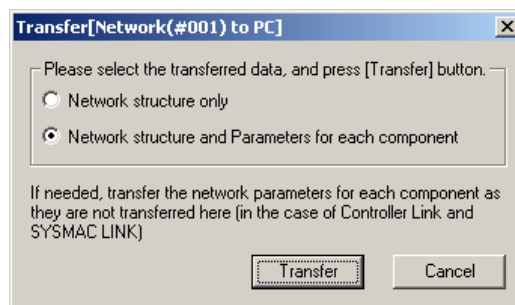 Transfer[Network(#001) to PC]
Please select the transferred data, and press [Transfer] button.
Network structure only
Network structure and Parameters for each component
If needed, transfer the network parameters for each component as
they are not transferred here (in the case of Controller Link and
SYSMAC LINK)
Transfer
Cancel